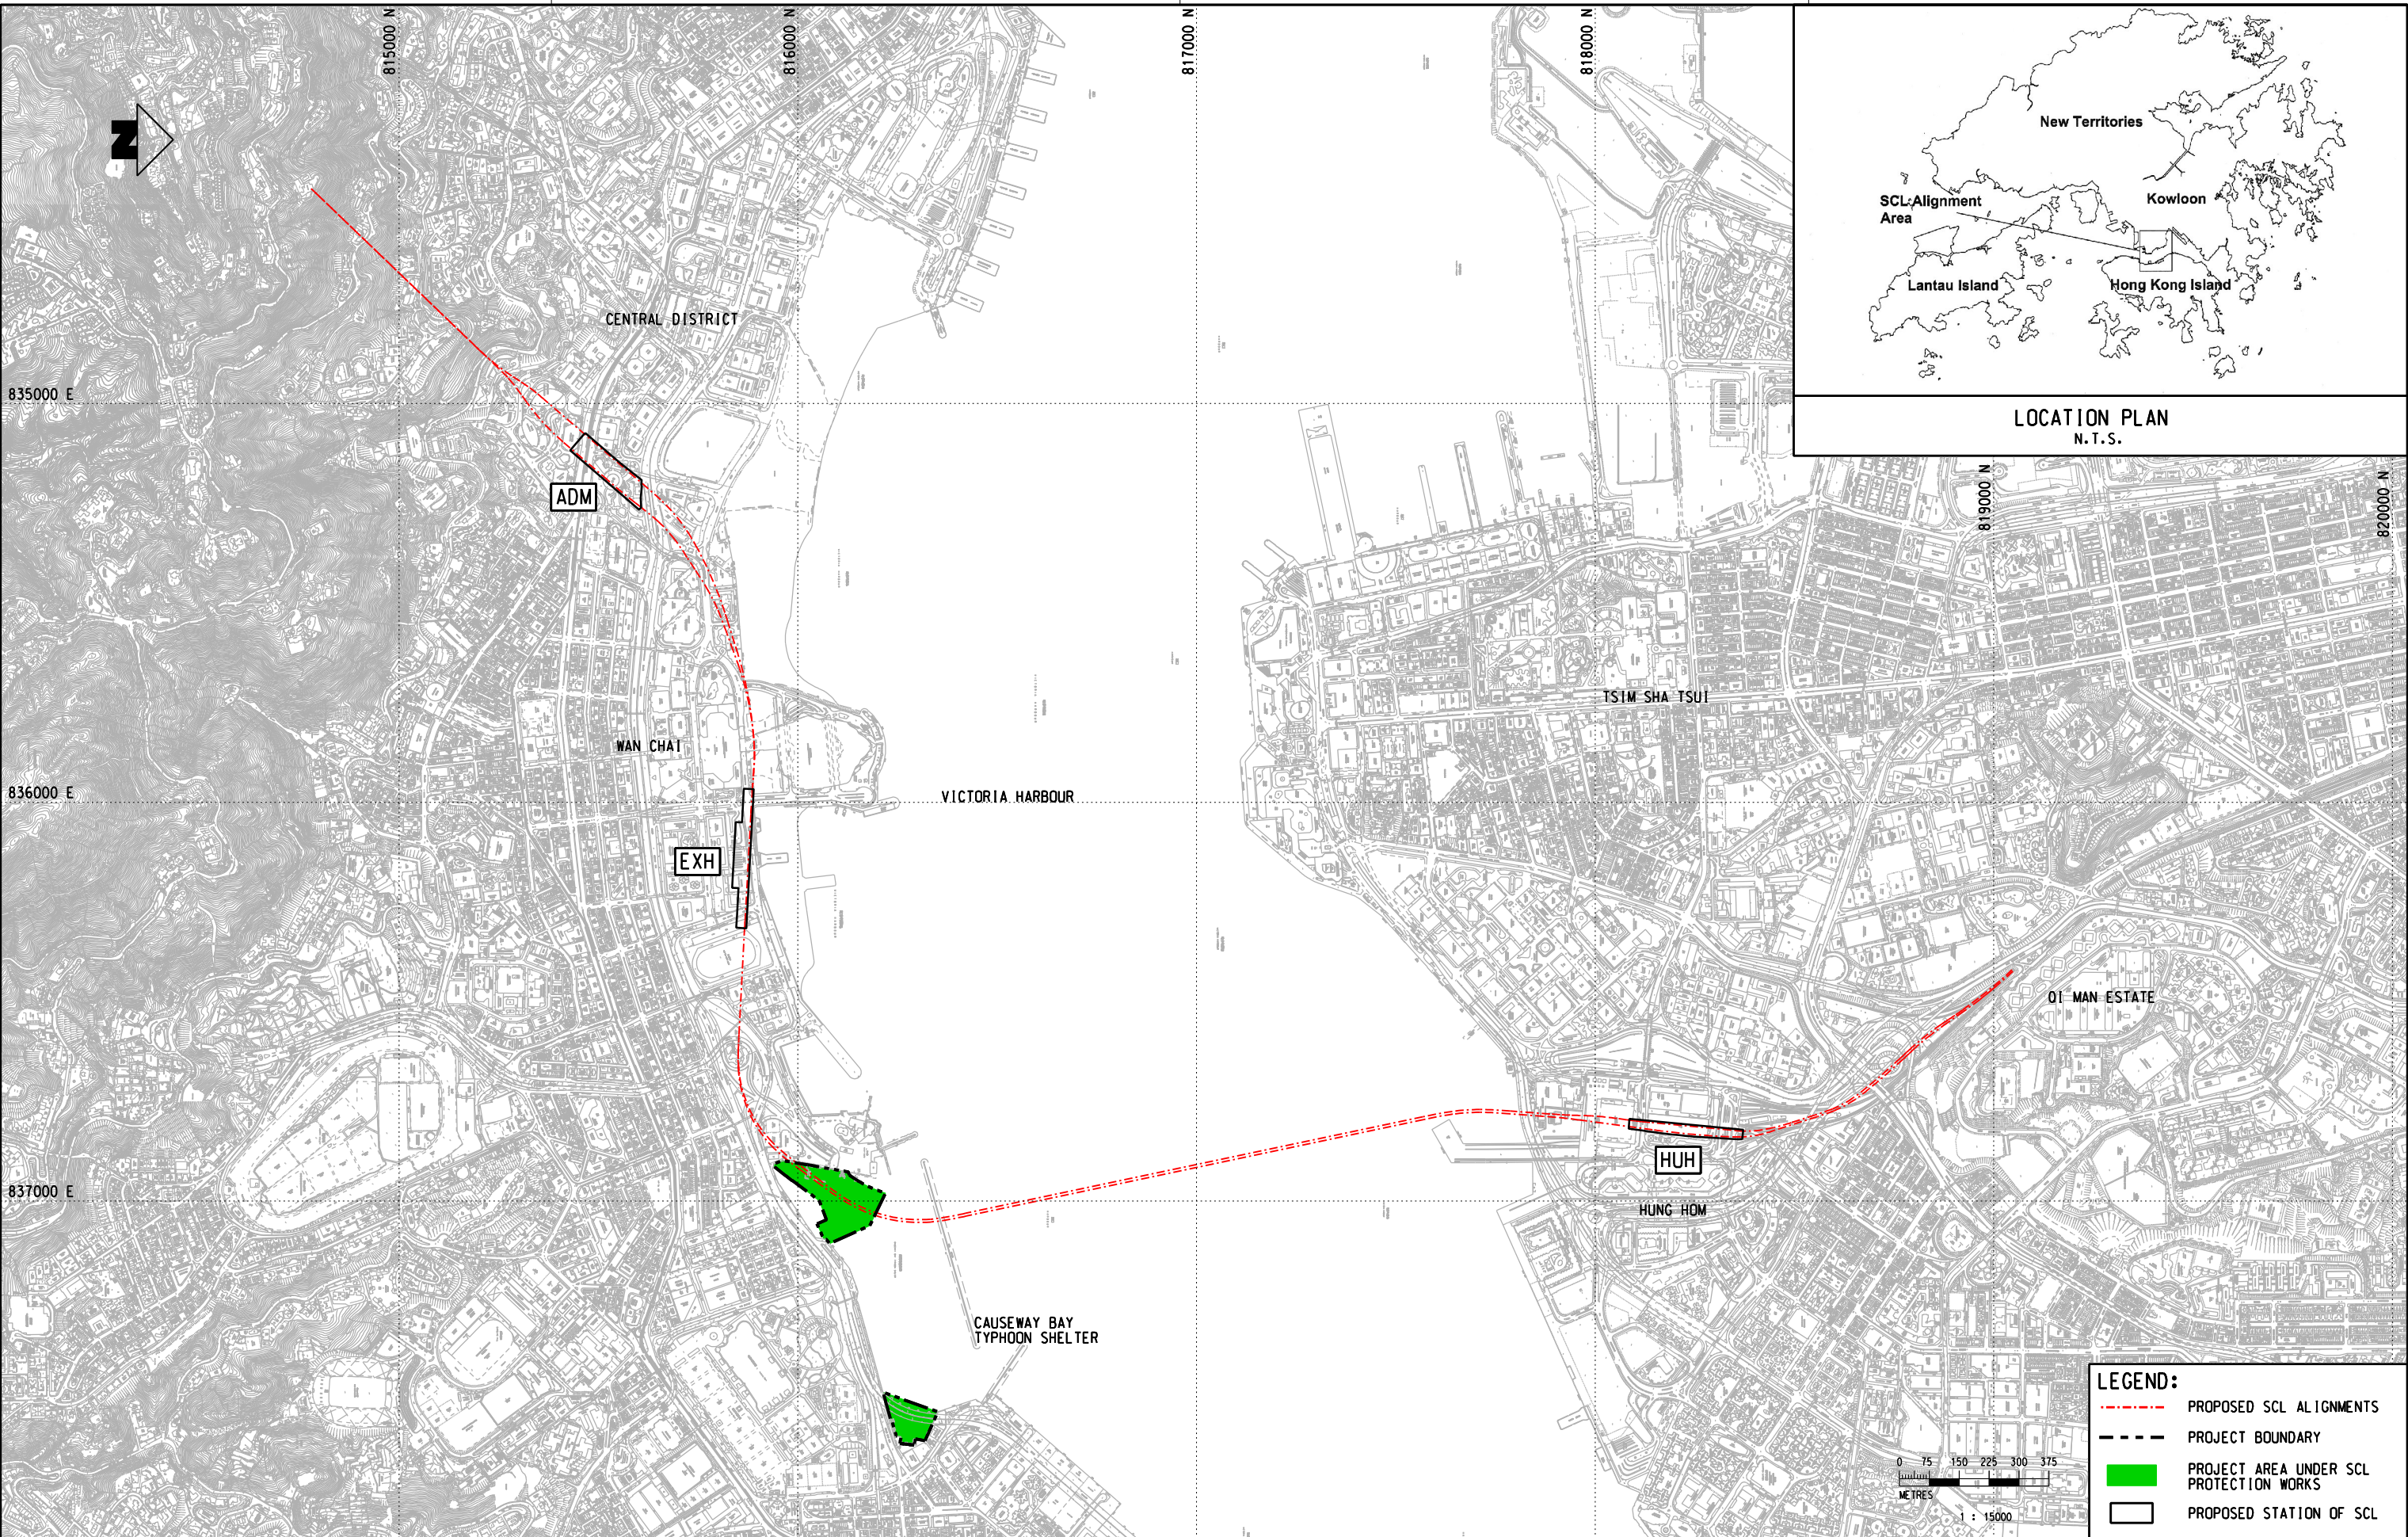 815000 N
816000 N
817000 N
818000 N
N
New Territories
SCL Alignment
Area
Kowloon
Lantau Island
Hong Kong Island
LOCATION PLAN
N.T.S.
CENTRAL DISTRICT
835000 E
ADM
819000 N
820000 N
TSIM SHA TSUI
WAN CHAI
836000 E
VICTORIA HARBOUR
EXH
OI MAN ESTATE
HUH
837000 E
HUNG HOM
CAUSEWAY BAY
TYPHOON SHELTER
LEGEND:
PROPOSED SCL ALIGNMENTS
PROJECT BOUNDARY
PROJECT AREA UNDER SCL
PROTECTION WORKS
PROPOSED STATION OF SCL
0 75 150 225 300 375
METRES
1 : 15000